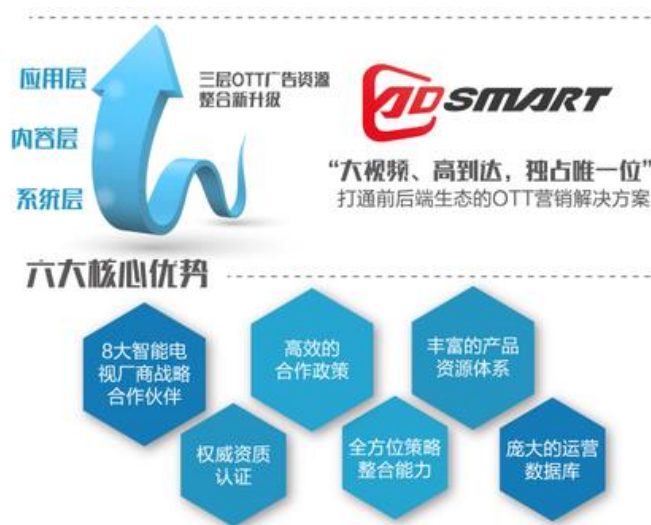 应用层
内容层
系统层
三层OTT广告资源
整合新升级
ADSMART
“大视频、高到达，独占唯一位”
打通前后端生态的OTT营销解决方案
六大核心优势
8大智能电
视厂商战略
合作伙伴
高效的
合作政策
丰富的产品
资源体系
权威资质
认证
全方位策略
整合能力
庞大的运营
数据库